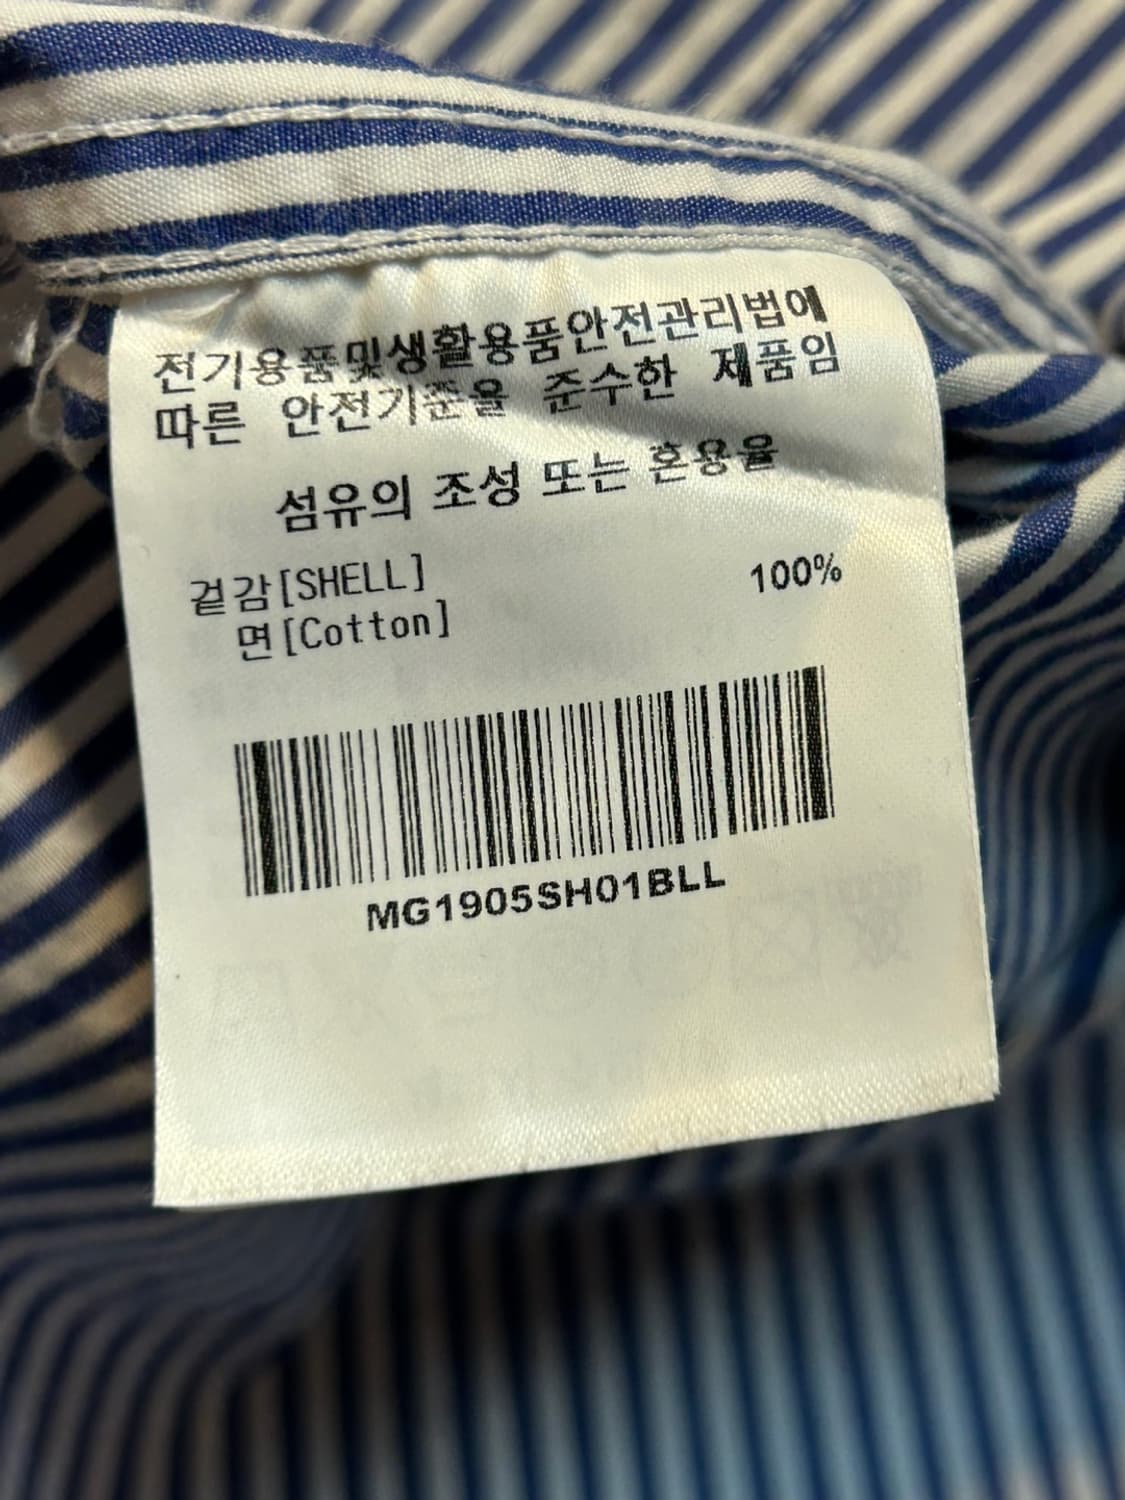 전기용품및생활용품안전관리법에
따른 안전기준을 준수한 제품임
섬유의 조성 또는 혼용율
겉감[SHELL]
면[Cotton] 100%
MG1905SH01BLL